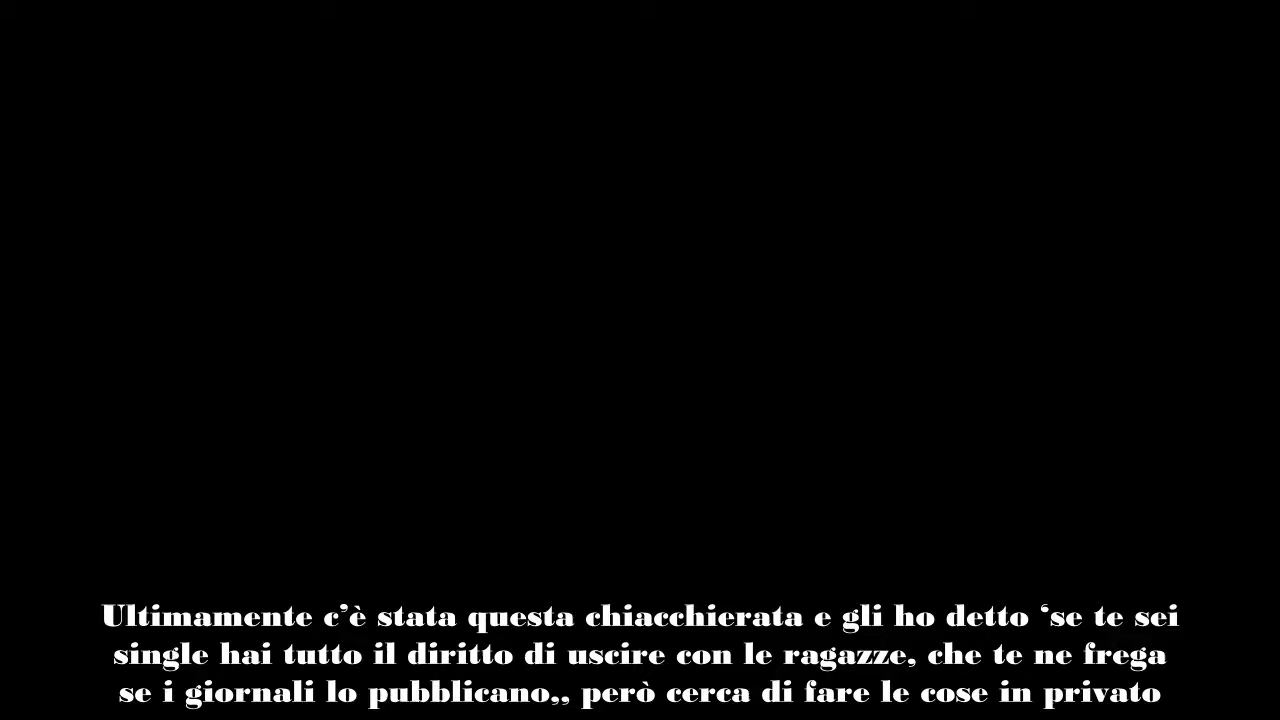 Ultimamente c’è stata questa chiacchierata e gli ho detto ‘se te sei
single hai tutto il diritto di uscire con le ragazze, che te ne frega
se i giornali lo pubblicano,, però cerca di fare le cose in privato